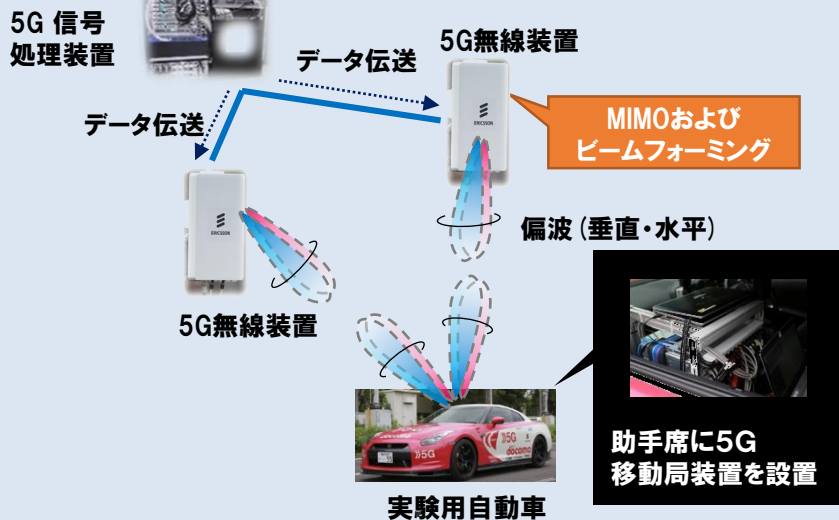 5G 信号
処理装置
データ伝送
5G無線装置
データ伝送
ERICSSON
MIMOおよび
ビームフォーミング
ERICSSON
偏波（垂直・水平）
5G無線装置
5G
docomo
5G
助手席に5G
移動局装置を設置
実験用自動車